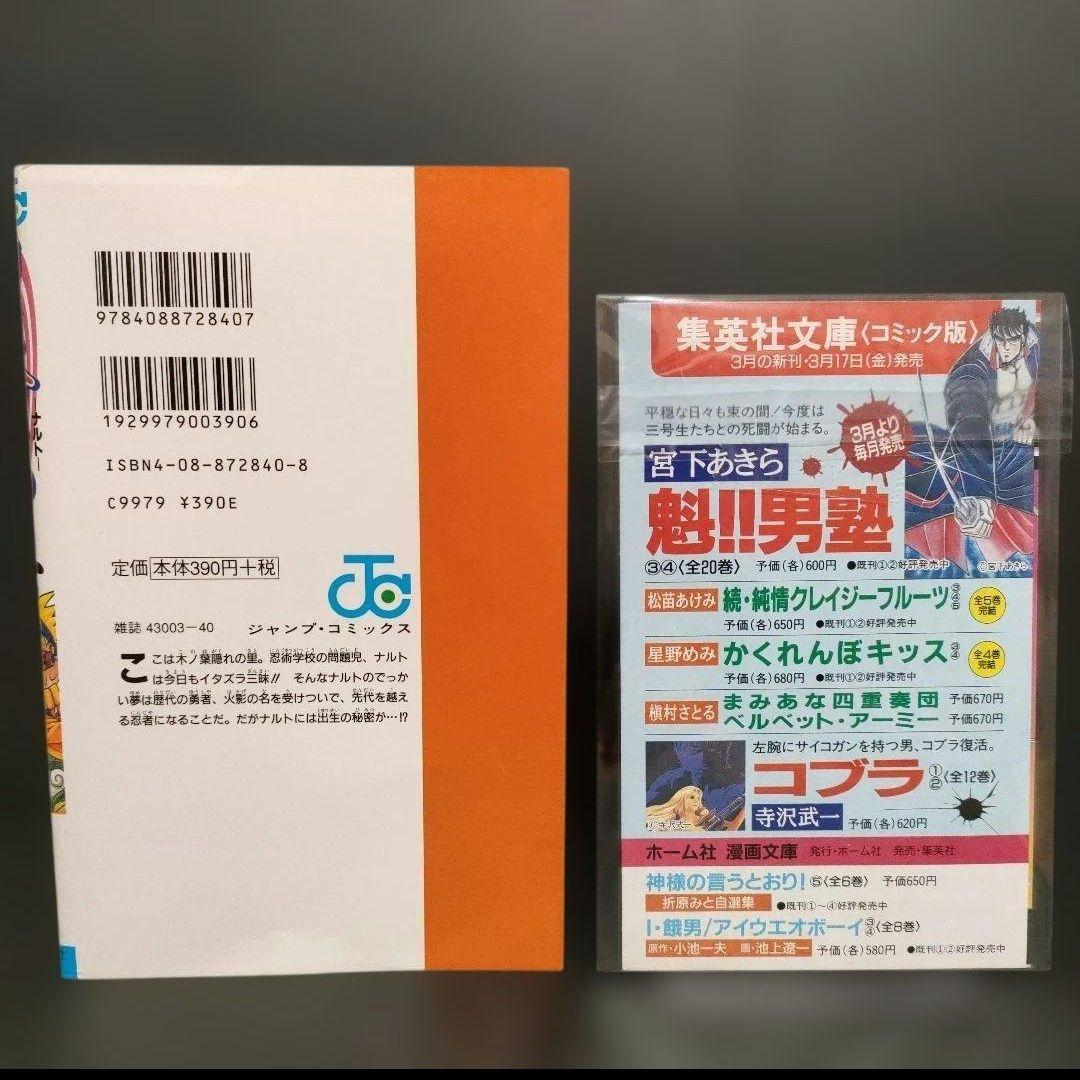 ナルト
9784088728407
1929979003906
ISBN4-08-872840-8
C9979 ¥390E
定価 本体390円+税
雑誌 43003-40
ジャンプ・コミックス
ここは木ノ葉隠れの里。忍術学校の問題児、ナルト
は今日もイタズラ三昧!! そんなナルトのでっか
い夢は歴代の勇者、火影の名を受けついで、先代を越え
る忍者になることだ。だがナルトには出生の秘密が…!?
集英社文庫〈コミック版〉
3月の新刊・3月17日(金)発売
平穏な日々も束の間!今度は
三号生たちとの死闘が始まる。
3月より
毎月発売
宮下あきら
魁!!男塾
③④〈全20巻〉 予価(各)600円 ●既刊①②好評発売中
©宮下あきら
松苗あけみ 続・純情クレイジーフルーツ③④⑤ 全5巻完結
予価(各)650円 ●既刊①②好評発売中
星野めみ かくれんぼキッス③④ 全4巻完結
予価(各)680円 ●既刊①②好評発売中
槇村さとる まみあな四重奏団 予価670円
ベルベット・アーミー 予価670円
左腕にサイコガンを持つ男、コブラ復活。
コブラ①②〈全12巻〉
寺沢武一 予価(各)620円
©寺沢武一
ホーム社 漫画文庫 発行・ホーム社 発売・集英社
神様の言うとおり!⑤〈全6巻〉 予価650円
折原みと自選集 ●既刊①〜④好評発売中
I・餓男/アイウエオボーイ③④〈全8巻〉
原作・小池一夫 画・池上遼一 予価(各)580円 ●既刊①②好評発売中